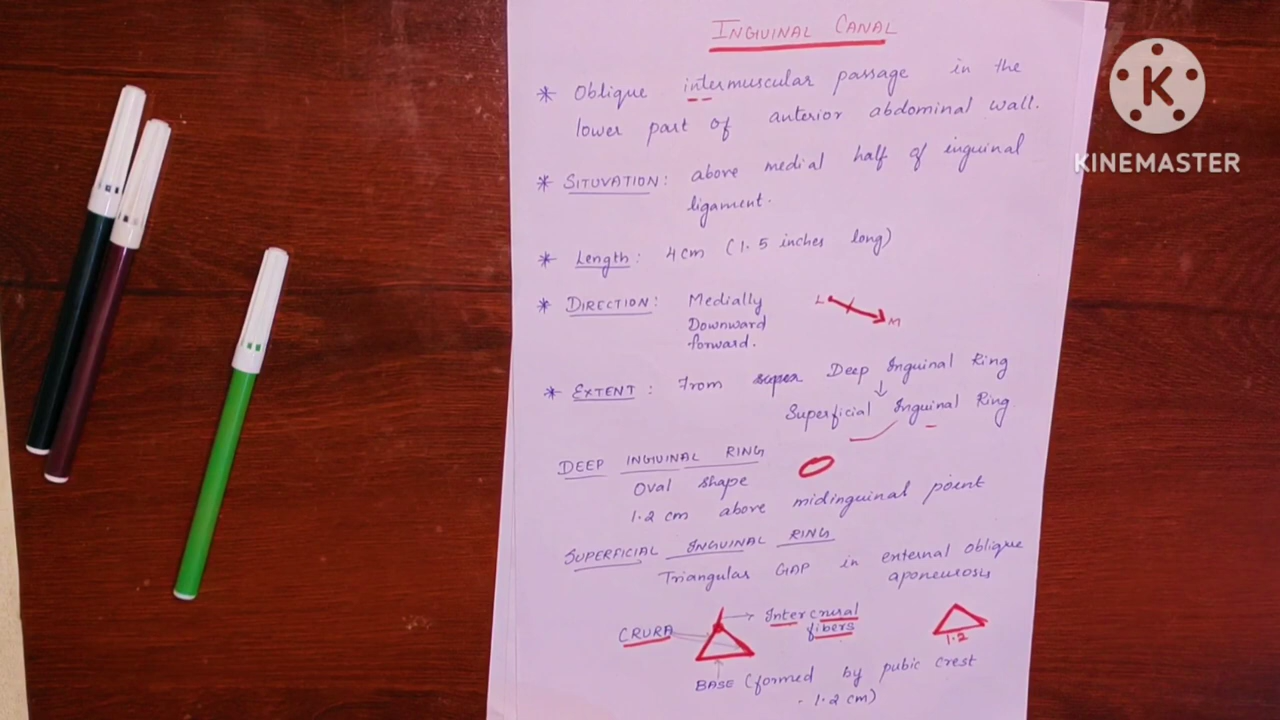 INGUINAL CANAL
* Oblique intermuscular passage in the
lower part of anterior abdominal wall.
* SITUVATION: above medial half of inguinal
ligament.
* Length: 4cm (1.5 inches long)
* DIRECTION: Medially
Downward
forward.
L M
* EXTENT: From super Deep Inguinal Ring
↓
Superficial Inguinal Ring
DEEP INGUINAL RING
Oval shape
1.2 cm above midinguinal point
SUPERFICIAL INGUINAL RING
Triangular GAP in external oblique
aponeurosis
CRURA → Intercrural
fibers
1.2
BASE (formed by pubic crest
- 1.2 cm)
K
KINEMASTER